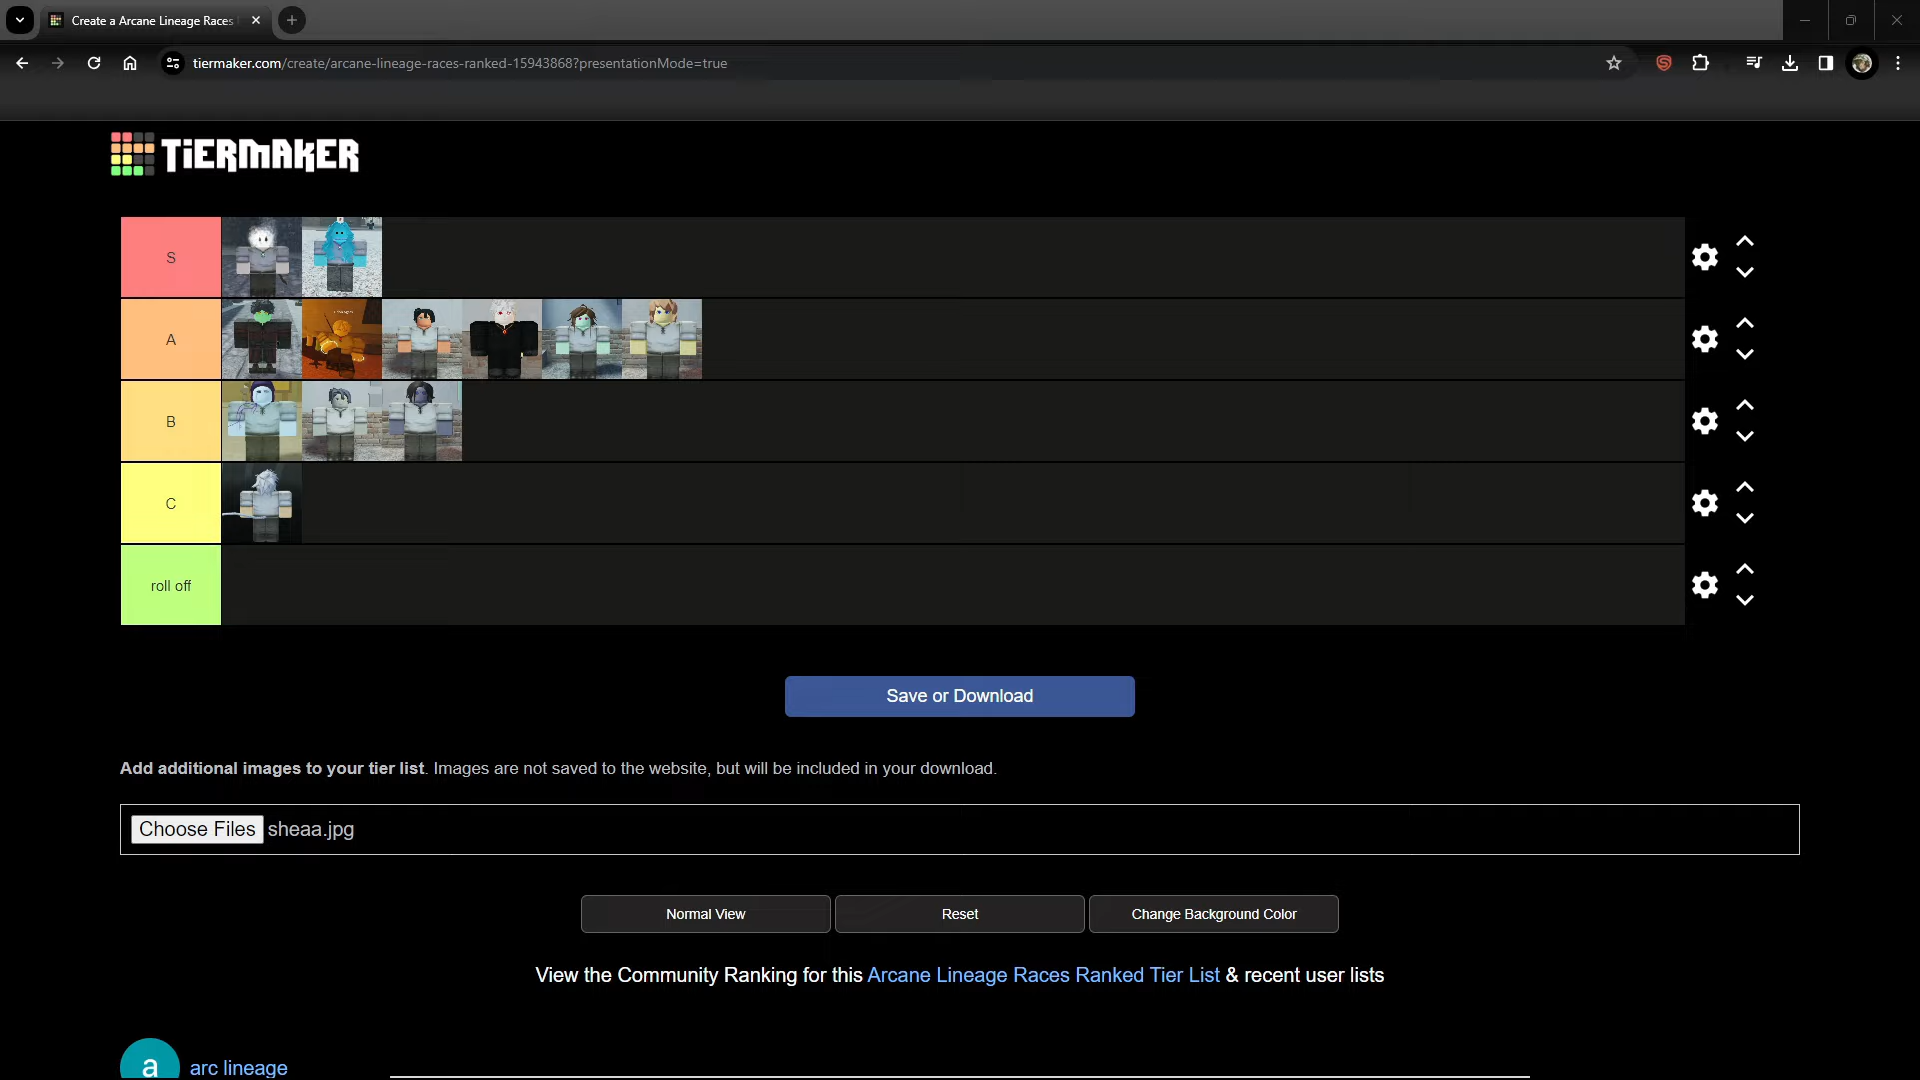 Create a Arcane Lineage Races
tiermaker.com/create/arcane-lineage-races-ranked-15943868?presentationMode=true
TiERMAKER
S
A
B
C
roll off
Save or Download
Add additional images to your tier list. Images are not saved to the website, but will be included in your download.
Choose Files sheaa.jpg
Normal View
Reset
Change Background Color
View the Community Ranking for this Arcane Lineage Races Ranked Tier List & recent user lists
a
arc lineage